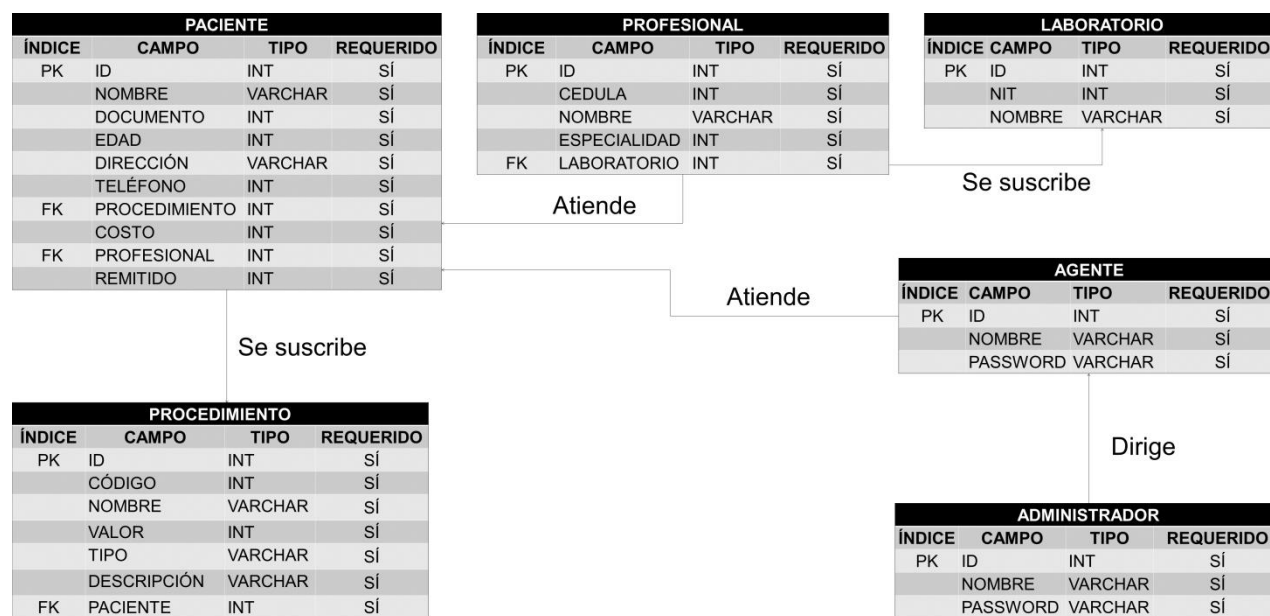 PACIENTE
ÍNDICE CAMPO TIPO REQUERIDO
PK ID INT SÍ
NOMBRE VARCHAR SÍ
DOCUMENTO INT SÍ
EDAD INT SÍ
DIRECCIÓN VARCHAR SÍ
TELÉFONO INT SÍ
FK PROCEDIMIENTO INT SÍ
COSTO INT SÍ
FK PROFESIONAL INT SÍ
REMITIDO INT SÍ
PROFESIONAL
ÍNDICE CAMPO TIPO REQUERIDO
PK ID INT SÍ
CEDULA INT SÍ
NOMBRE VARCHAR SÍ
ESPECIALIDAD INT SÍ
FK LABORATORIO INT SÍ
LABORATORIO
ÍNDICE CAMPO TIPO REQUERIDO
PK ID INT SÍ
NIT INT SÍ
NOMBRE VARCHAR SÍ
Se suscribe
Atiende
Atiende
AGENTE
ÍNDICE CAMPO TIPO REQUERIDO
PK ID INT SÍ
NOMBRE VARCHAR SÍ
PASSWORD VARCHAR SÍ
Se suscribe
PROCEDIMIENTO
ÍNDICE CAMPO TIPO REQUERIDO
PK ID INT SÍ
CÓDIGO INT SÍ
NOMBRE VARCHAR SÍ
VALOR INT SÍ
TIPO VARCHAR SÍ
DESCRIPCIÓN VARCHAR SÍ
FK PACIENTE INT SÍ
Dirige
ADMINISTRADOR
ÍNDICE CAMPO TIPO REQUERIDO
PK ID INT SÍ
NOMBRE VARCHAR SÍ
PASSWORD VARCHAR SÍ